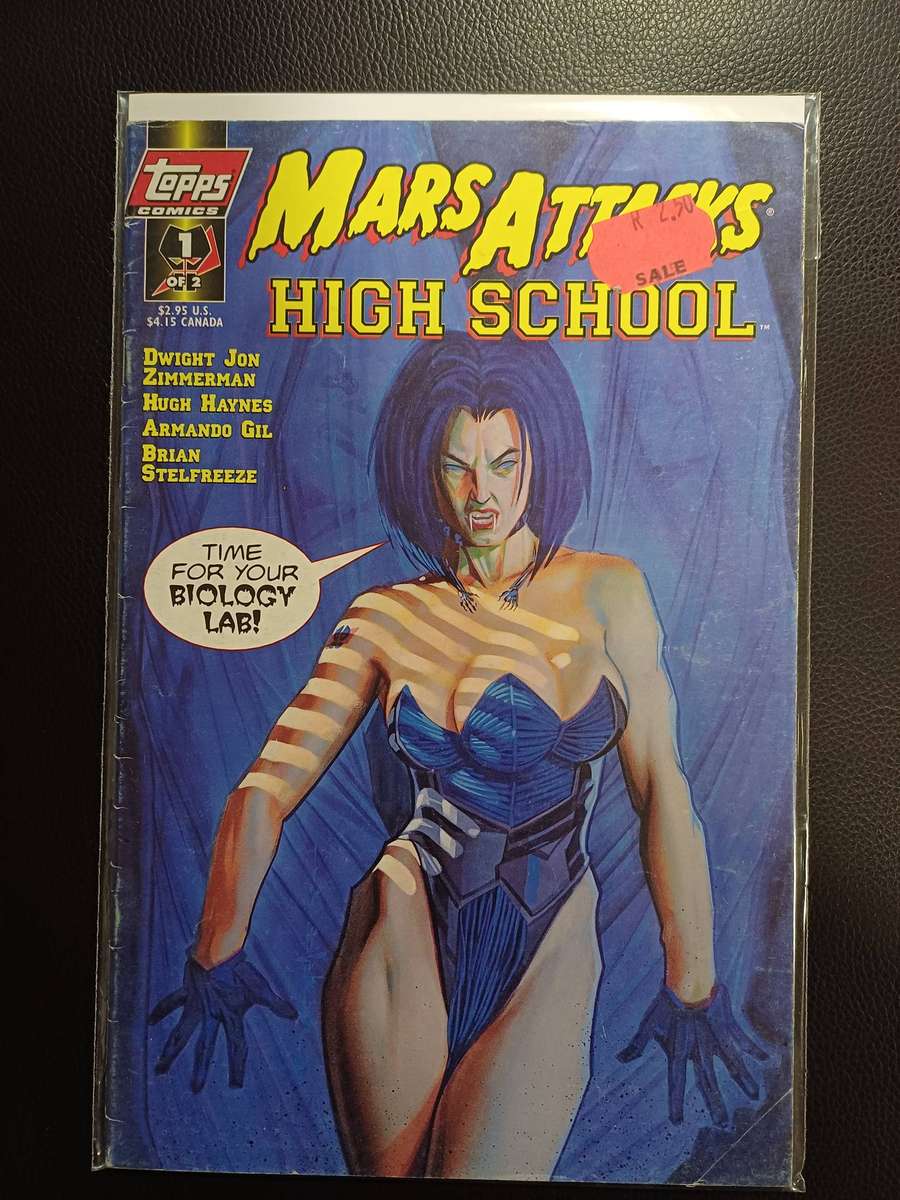 topps
COMICS
1
OF 2
$2.95 U.S.
$4.15 CANADA
MARS ATTACKS®
R 2,50
SALE
HIGH SCHOOL™
DWIGHT JON
ZIMMERMAN
HUGH HAYNES
ARMANDO GIL
BRIAN
STELFREEZE
TIME
FOR YOUR
BIOLOGY
LAB!